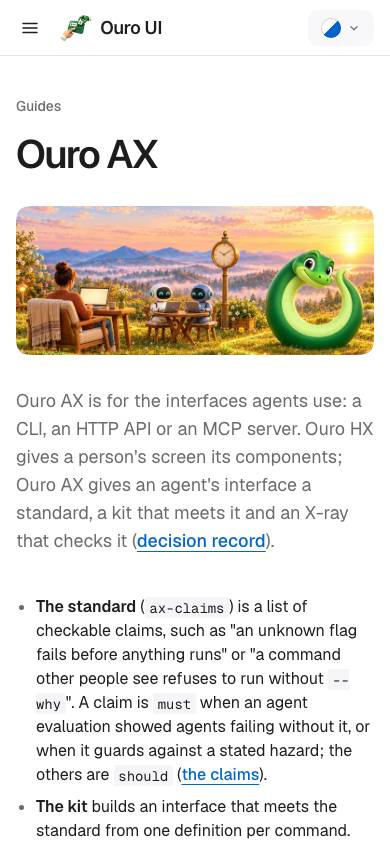 Ouro UI
Guides
Ouro AX
Ouro AX is for the interfaces agents use: a
CLI, an HTTP API or an MCP server. Ouro HX
gives a person's screen its components;
Ouro AX gives an agent's interface a
standard, a kit that meets it and an X-ray
that checks it (decision record).
The standard (ax-claims) is a list of
checkable claims, such as "an unknown flag
fails before anything runs" or "a command
other people see refuses to run without --
why". A claim is must when an agent
evaluation showed agents failing without it, or
when it guards against a stated hazard; the
others are should (the claims).
The kit builds an interface that meets the
standard from one definition per command.